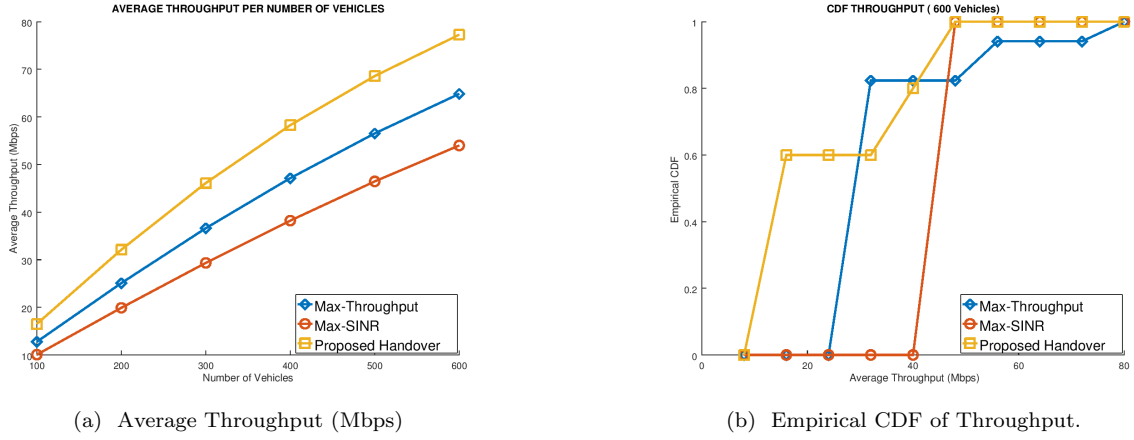 AVERAGE THROUGHPUT PER NUMBER OF VEHICLES
80
70
60
50
40
30
20
10
Average Throughput (Mbps)
100
200
300
400
500
600
Number of Vehicles
Max-Throughput
Max-SINR
Proposed Handover
(a) Average Throughput (Mbps)
CDF THROUGHPUT ( 600 Vehicles)
1
0.8
0.6
0.4
0.2
0
Empirical CDF
0
20
40
60
80
Average Throughput (Mbps)
Max-Throughput
Max-SINR
Proposed Handover
(b) Empirical CDF of Throughput.